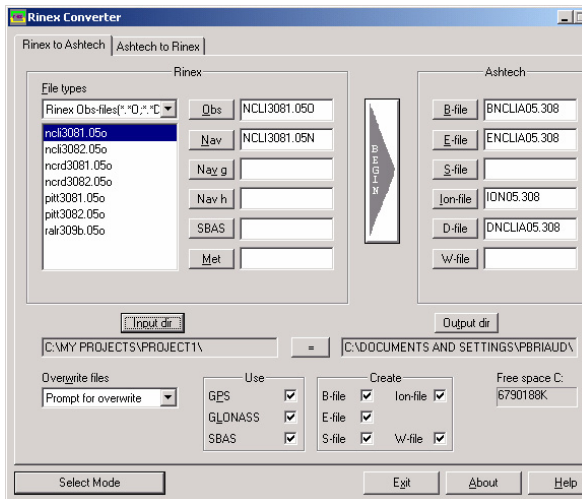 Rinex Converter
Rinex to Ashtech
Ashtech to Rinex
Rinex
File types
Rinex Obs-files(*.*O;*.*D
ncli3081.05o
ncli3082.05o
ncrd3081.05o
ncrd3082.05o
pitt3081.05o
pitt3082.05o
ralr309b.05o
Obs NCLI3081.05O
Nav NCLI3081.05N
Nav g
Nav h
SBAS
Met
BEGIN
Ashtech
B-file BNCLIA05.308
E-file ENCLIA05.308
S-file
Ion-file ION05.308
D-file DNCLIA05.308
W-file
Input dir
Output dir
C:\MY PROJECTS\PROJECT1\
=
C:\DOCUMENTS AND SETTINGS\PBRIAUD\
Overwrite files
Prompt for overwrite
Use
GPS
GLONASS
SBAS
Create
B-file Ion-file
E-file
S-file W-file
Free space C:
6790188K
Select Mode
Exit
About
Help